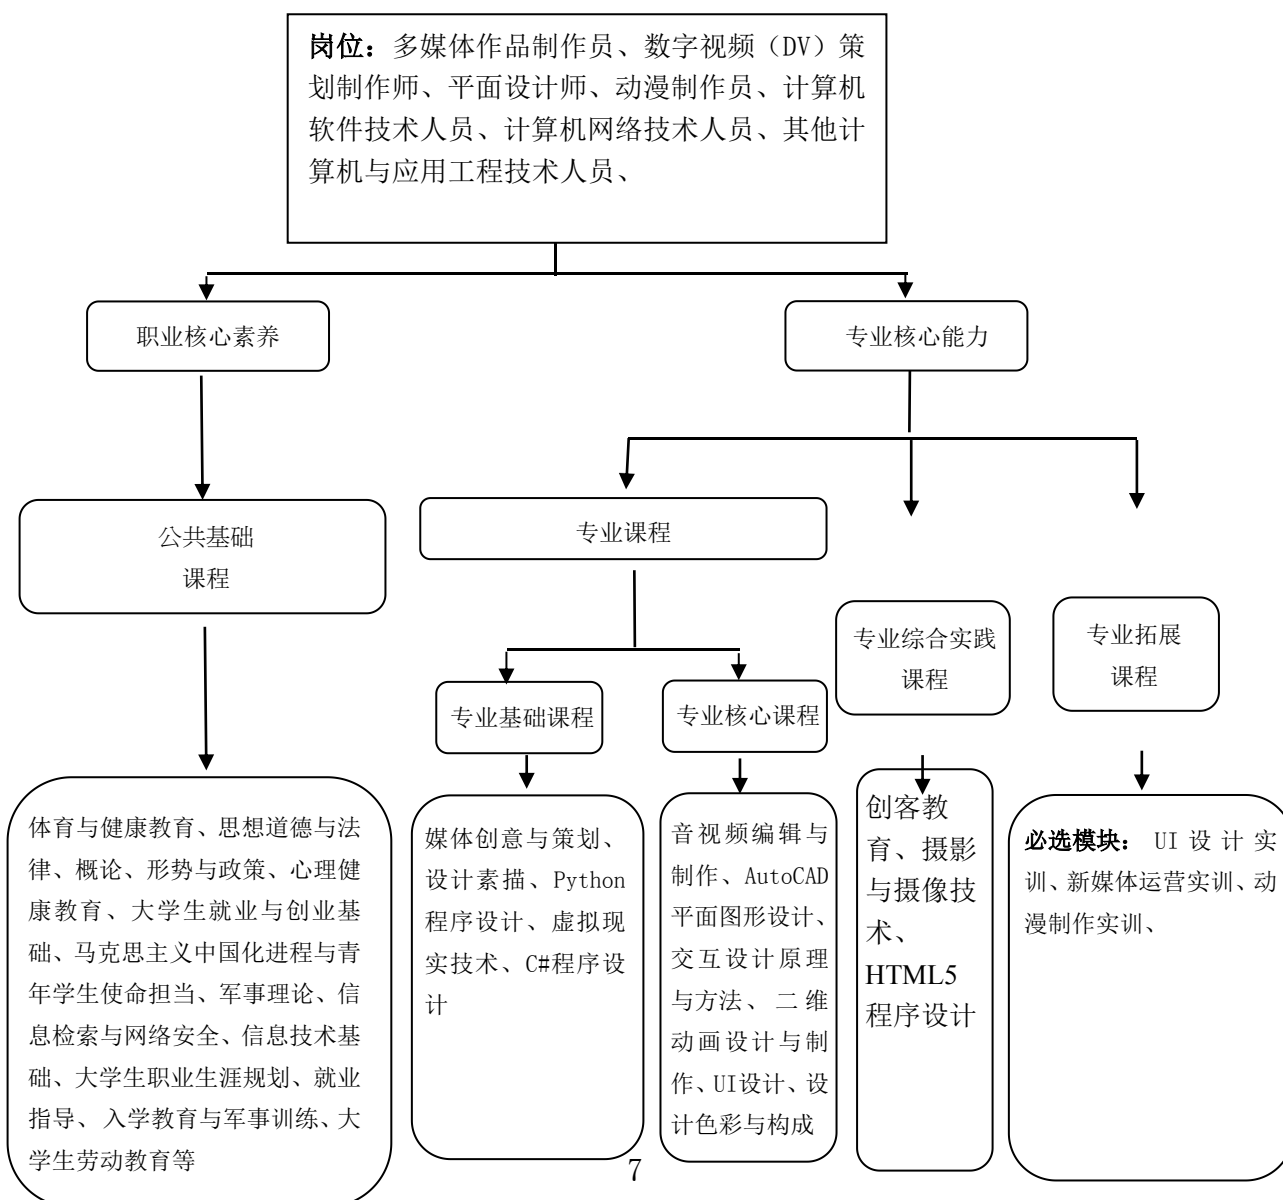 岗位：多媒体作品制作员、数字视频（DV）策
划制作师、平面设计师、动漫制作员、计算机
软件技术人员、计算机网络技术人员、其他计
算机与应用工程技术人员、
职业核心素养
专业核心能力
公共基础
课程
专业课程
专业综合实践
课程
专业拓展
课程
专业基础课程
专业核心课程
体育与健康教育、思想道德与法
律、概论、形势与政策、心理健
康教育、大学生就业与创业基
础、马克思主义中国化进程与青
年学生使命担当、军事理论、信
息检索与网络安全、信息技术基
础、大学生职业生涯规划、就业
指导、 入学教育与军事训练、大
学生劳动教育等
媒体创意与策划、
设计素描、Python
程序设计、虚拟现
实技术、C#程序设
计
音视频编辑与
制作、AutoCAD
平面图形设计、
交互设计原理
与方法、 二 维
动画设计与制
作、UI设计、设
计色彩与构成
创客教
育、摄影
与摄像技
术、
HTML5
程序设计
必选模块： UI 设 计 实
训、新媒体运营实训、动
漫制作实训、
7